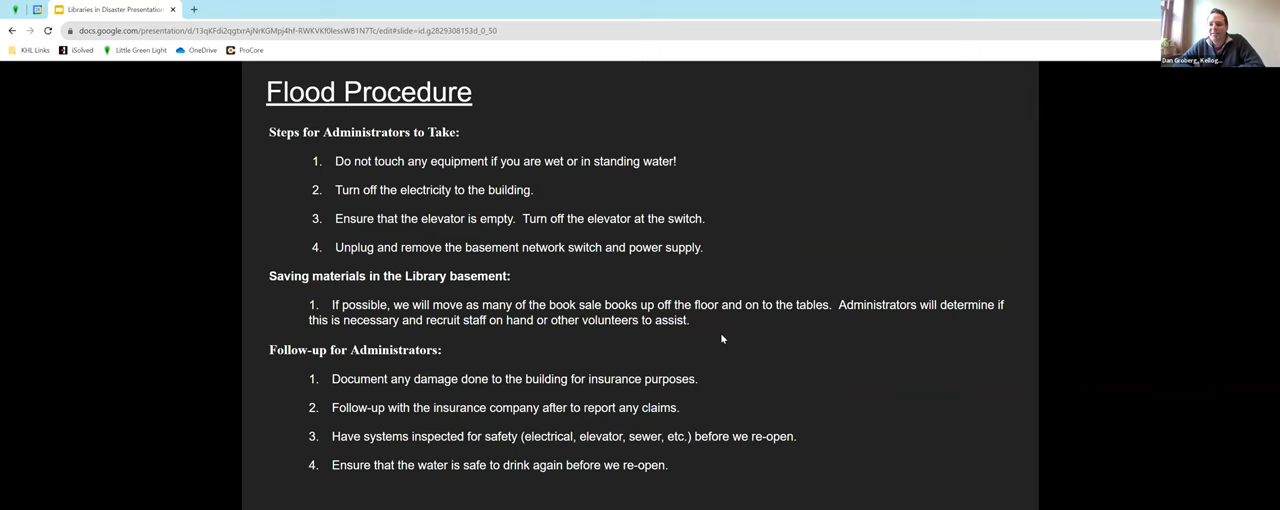 Libraries in Disaster Presentatio
docs.google.com/presentation/d/13qKFdi2qgtxrAjNrKGMpj4hf-RWKVKf0lessW81N7Tc/edit#slide=id.g2829308153d_0_50
KHL Links iSolved Little Green Light OneDrive ProCore
Dan Groberg, Kellog...
Flood Procedure
Steps for Administrators to Take:
1. Do not touch any equipment if you are wet or in standing water!
2. Turn off the electricity to the building.
3. Ensure that the elevator is empty. Turn off the elevator at the switch.
4. Unplug and remove the basement network switch and power supply.
Saving materials in the Library basement:
1. If possible, we will move as many of the book sale books up off the floor and on to the tables. Administrators will determine if
this is necessary and recruit staff on hand or other volunteers to assist.
Follow-up for Administrators:
1. Document any damage done to the building for insurance purposes.
2. Follow-up with the insurance company after to report any claims.
3. Have systems inspected for safety (electrical, elevator, sewer, etc.) before we re-open.
4. Ensure that the water is safe to drink again before we re-open.